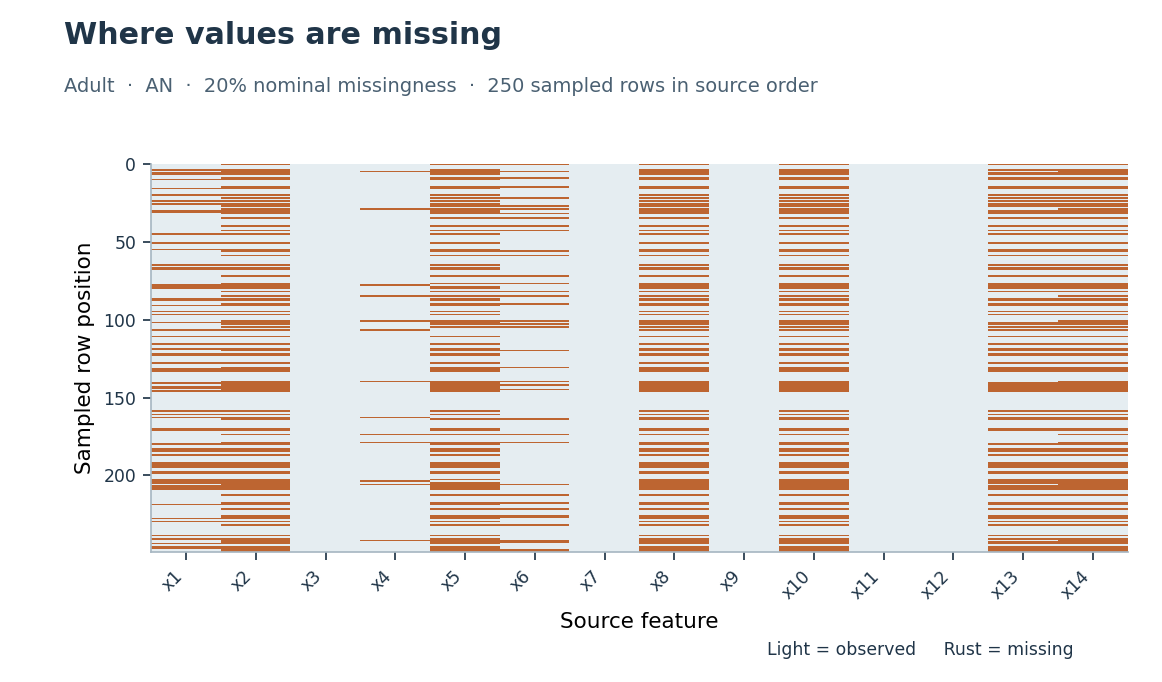 Where values are missing
Adult · AN · 20% nominal missingness · 250 sampled rows in source order
0
50
100
150
200
Sampled row position
x1 x2 x3 x4 x5 x6 x7 x8 x9 x10 x11 x12 x13 x14
Source feature
Light = observed Rust = missing